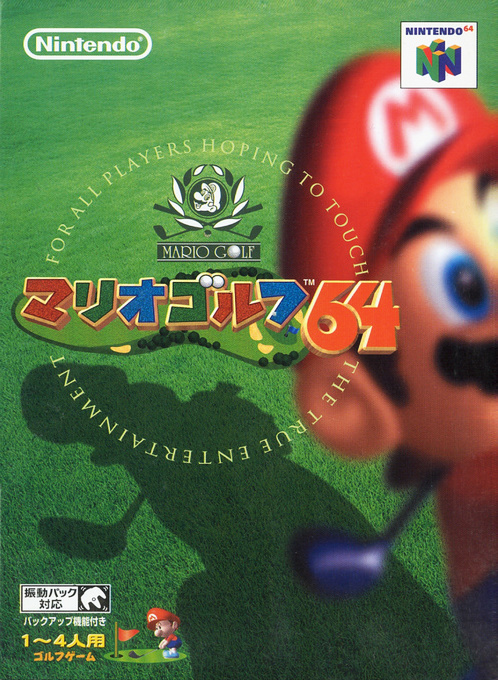 Nintendo®
NINTENDO 64
M
FOR ALL PLAYERS HOPING TO TOUCH
THE TRUE ENTERTAINMENT
MARIO GOLF
マリオゴルフ64™
振動パック
対応
バックアップ機能付き
1〜4人用
ゴルフゲーム